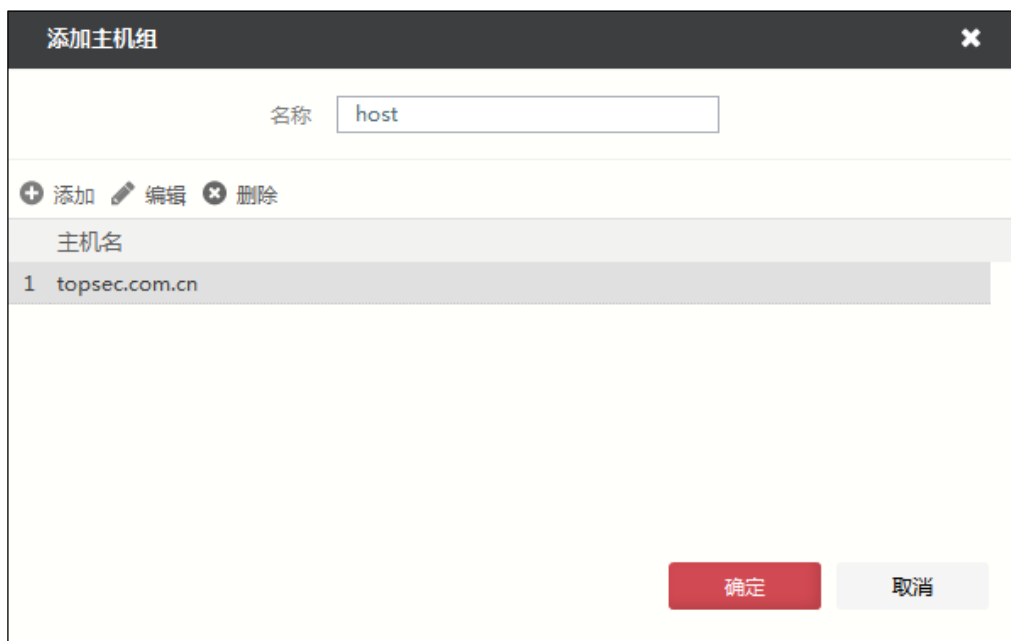 添加主机组
名称 host
添加 编辑 删除
主机名
1 topsec.com.cn
确定 取消